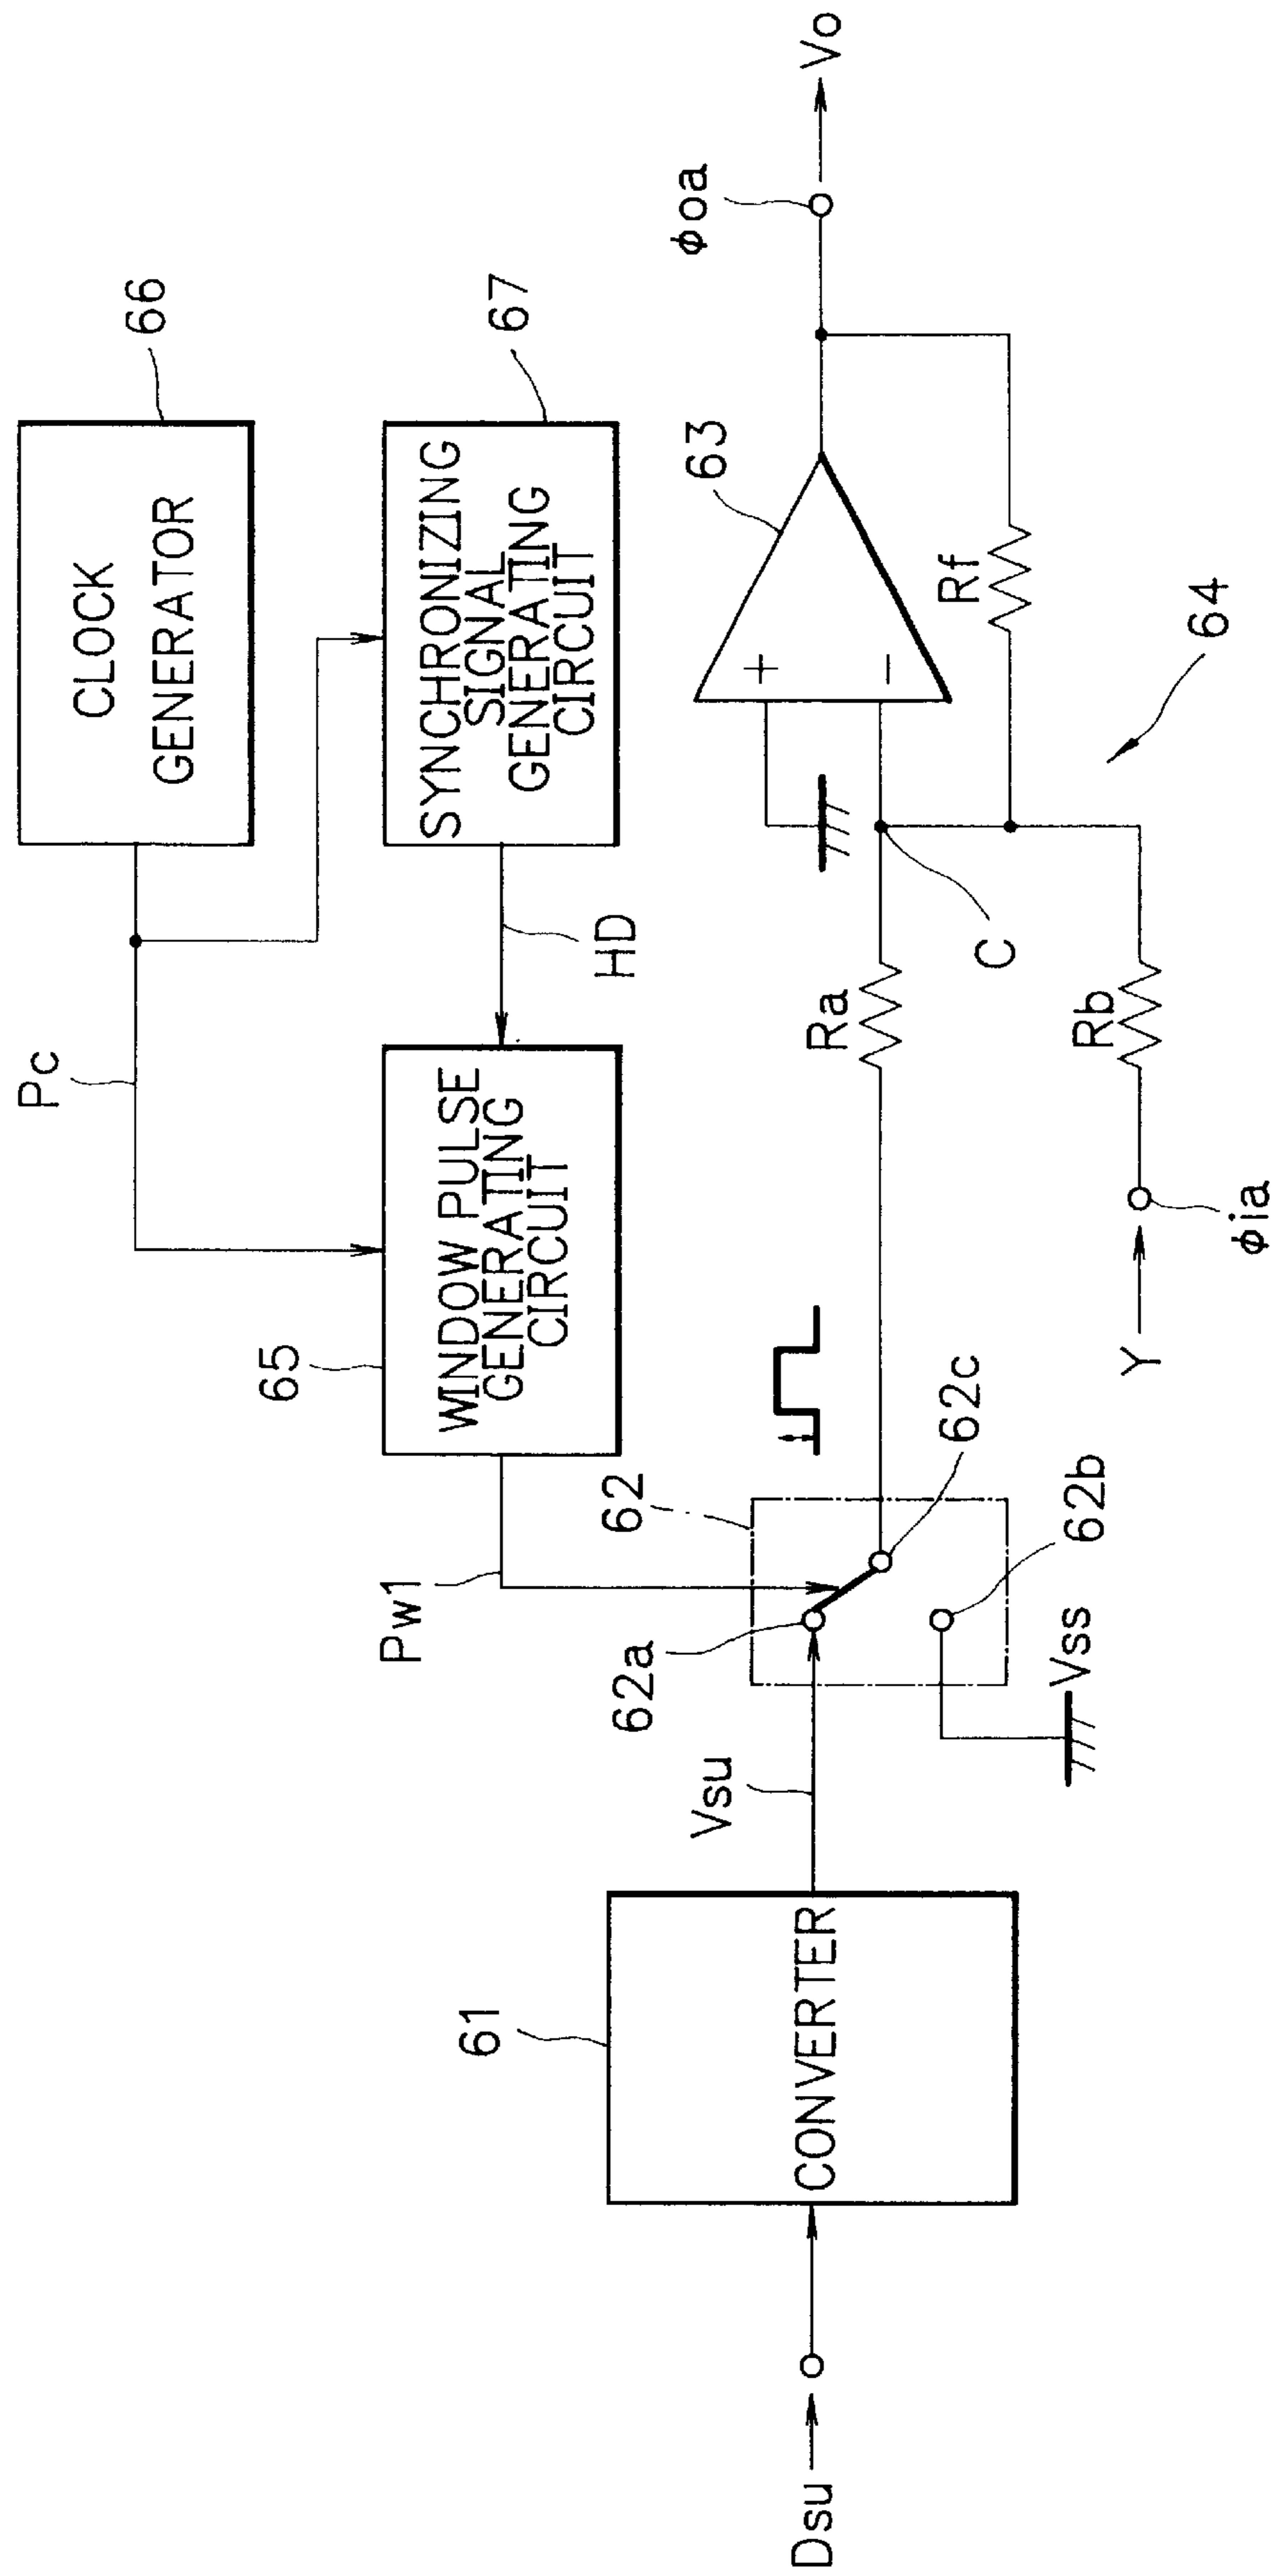 66
CLOCK
GENERATOR
67
SYNCHRONIZING
SIGNAL
GENERATING
CIRCUIT
Pc
HD
65
WINDOW PULSE
GENERATING
CIRCUIT
Pw1
61
CONVERTER
Dsu
Vsu
62
62a
62b
62c
Vss
Ra
Rb
Y
φia
C
63
+
−
Rf
64
φoa
Vo